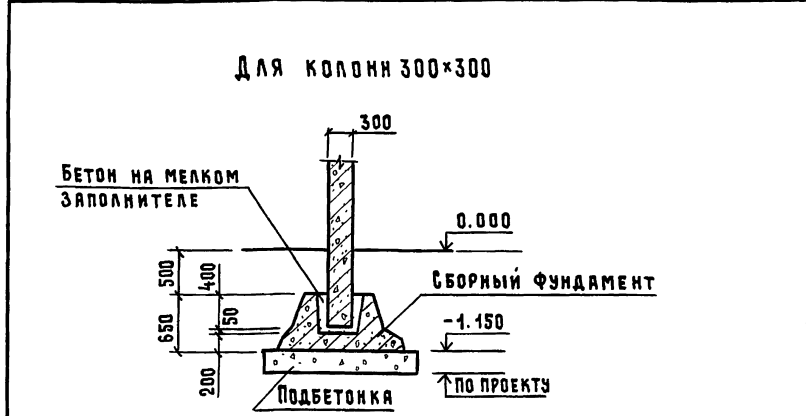 Для колонн 300×300
300
Бетон на мелком
заполнителе
0.000
500
400
Сборный фундамент
650
50
-1.150
200
Подбетонка
по проекту